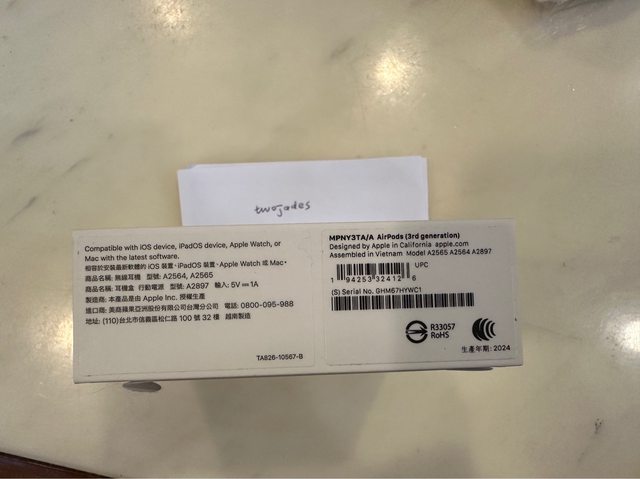 twojades
Compatible with iOS device, iPadOS device, Apple Watch, or
Mac with the latest software.
相容於安裝最新軟體的 iOS 裝置、iPadOS 裝置、Apple Watch 或 Mac。
商品名稱: 無線耳機 型號: A2564, A2565
商品名稱: 耳機盒 行動電源 型號: A2897 輸入: 5V⎓1A
製造商: 本產品是由 Apple Inc. 授權生產
進口商: 美商蘋果亞洲股份有限公司台灣分公司 電話: 0800-095-988
地址: (110)台北市信義區松仁路 100 號 32 樓 越南製造
TA826-10567-B
MPNY3TA/A AirPods (3rd generation)
Designed by Apple in California apple.com
Assembled in Vietnam Model A2565 A2564 A2897
UPC
1 94253 32412 6
(S) Serial No. GHM67HYWC1
R33057
RoHS
生產年期: 2024